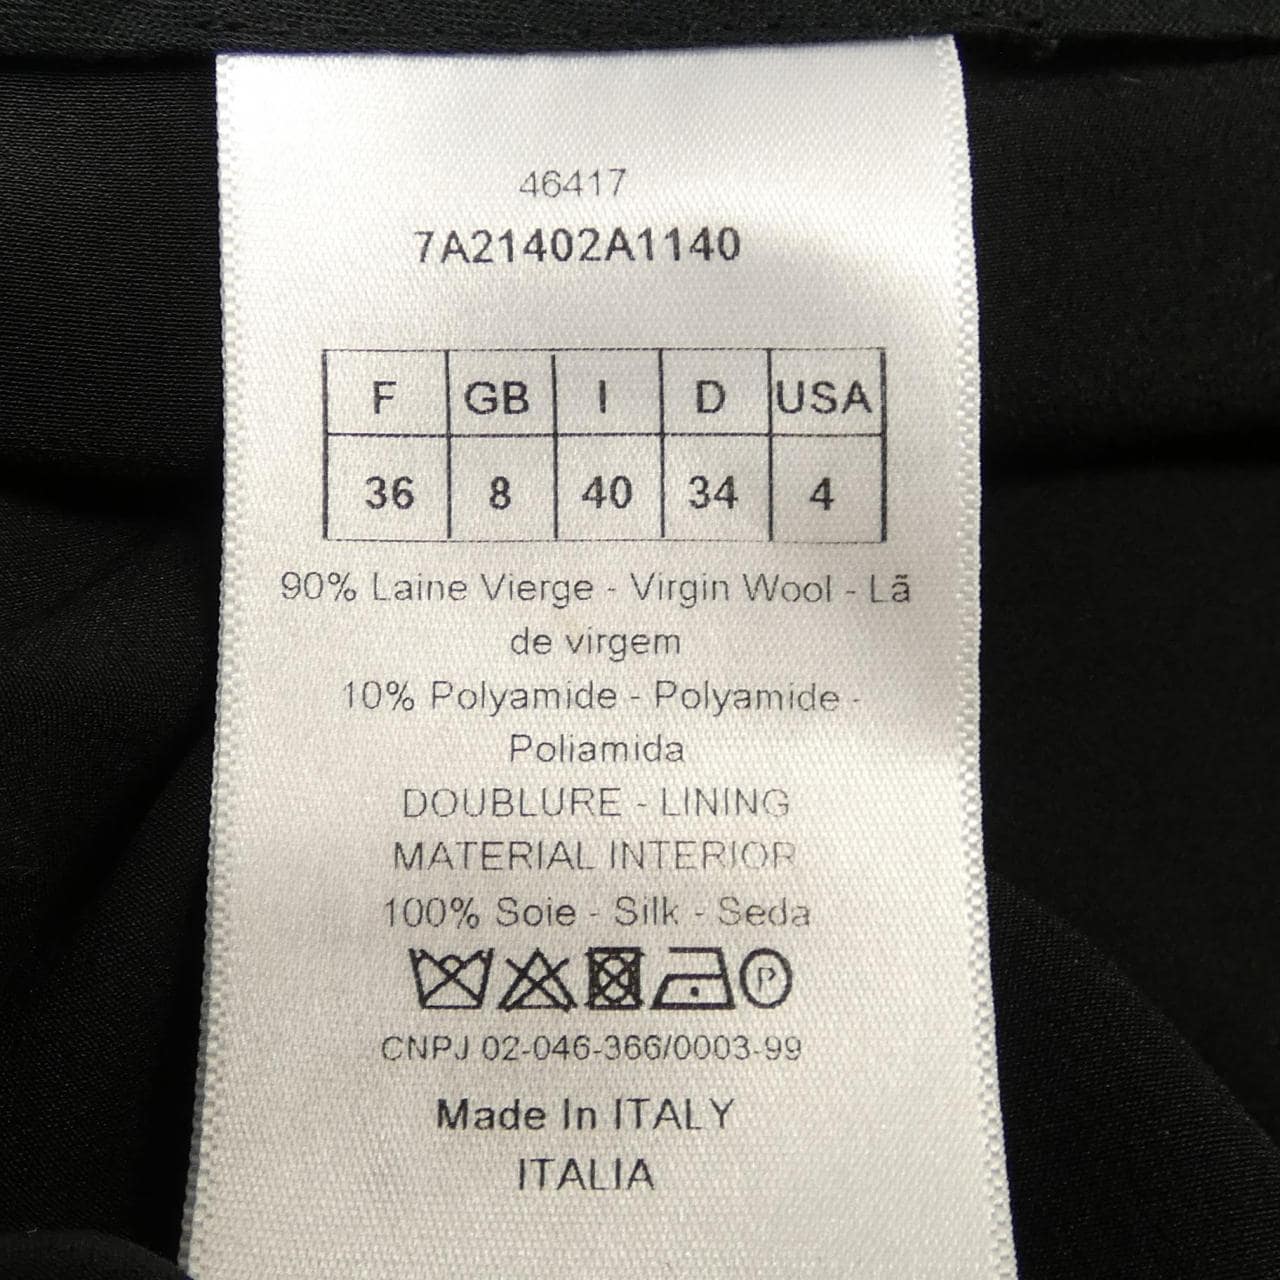 46417
7A21402A1140
F GB I D USA
36 8 40 34 4
90% Laine Vierge - Virgin Wool - Lã
de virgem
10% Polyamide - Polyamide -
Poliamida
DOUBLURE - LINING
MATERIAL INTERIOR
100% Soie - Silk - Seda
P
CNPJ 02-046-366/0003-99
Made In ITALY
ITALIA